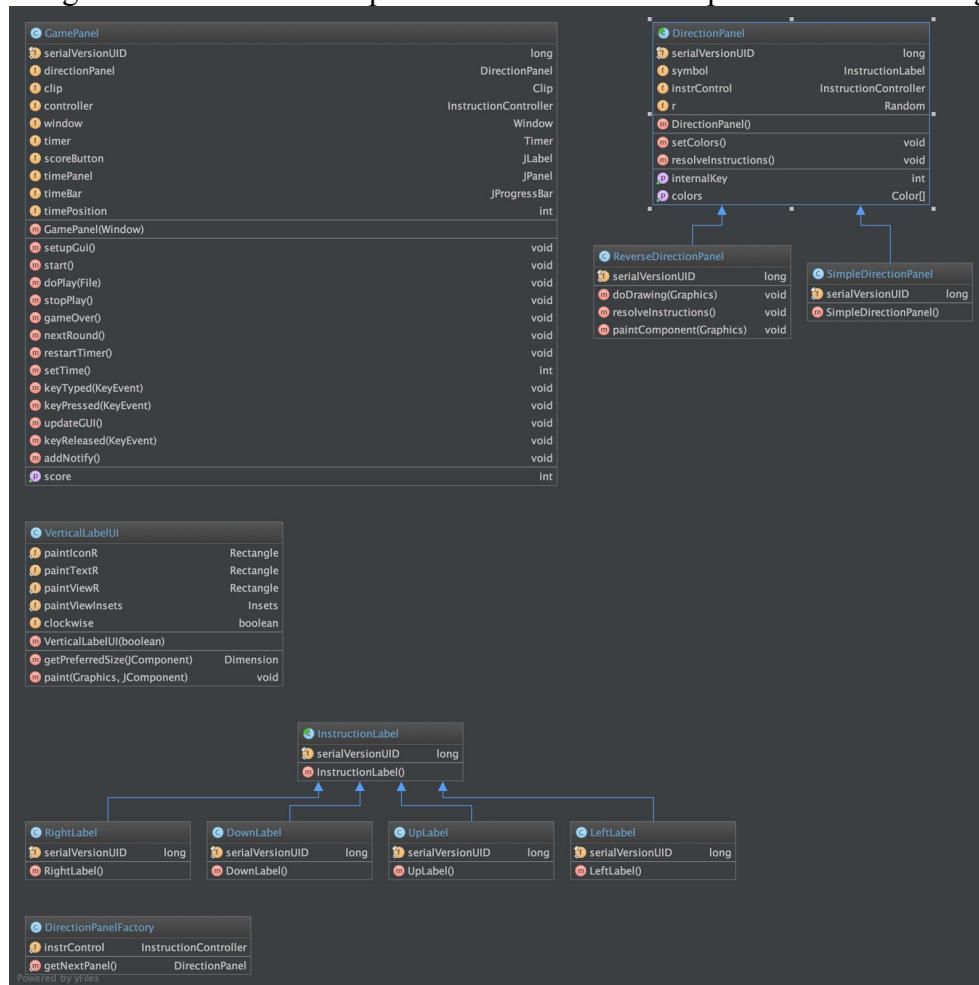 GamePanel
serialVersionUID long
directionPanel DirectionPanel
clip Clip
controller InstructionController
window Window
timer Timer
scoreButton JLabel
timePanel JPanel
timeBar JProgressBar
timePosition int
GamePanel(Window)
setupGui() void
start() void
doPlay(File) void
stopPlay() void
gameOver() void
nextRound() void
restartTimer() void
setTime() int
keyTyped(KeyEvent) void
keyPressed(KeyEvent) void
updateGUI() void
keyReleased(KeyEvent) void
addNotify() void
score int
DirectionPanel
serialVersionUID long
symbol InstructionLabel
instrControl InstructionController
r Random
DirectionPanel()
setColors() void
resolveInstructions() void
internalKey int
colors Color[]
ReverseDirectionPanel
serialVersionUID long
doDrawing(Graphics) void
resolveInstructions() void
paintComponent(Graphics) void
SimpleDirectionPanel
serialVersionUID long
SimpleDirectionPanel()
VerticalLabelUI
paintIconR Rectangle
paintTextR Rectangle
paintViewR Rectangle
paintViewInsets Insets
clockwise boolean
VerticalLabelUI(boolean)
getPreferredSize(JComponent) Dimension
paint(Graphics, JComponent) void
InstructionLabel
serialVersionUID long
InstructionLabel()
RightLabel
serialVersionUID long
RightLabel()
DownLabel
serialVersionUID long
DownLabel()
UpLabel
serialVersionUID long
UpLabel()
LeftLabel
serialVersionUID long
LeftLabel()
DirectionPanelFactory
instrControl InstructionController
getNextPanel() DirectionPanel
Powered by yFiles